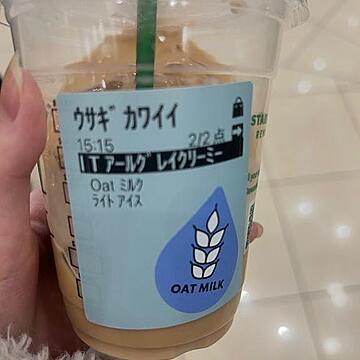 ウサギ カワイイ
15:15 2/2点
IT アールグレイクリーミー
Oat ミルク
ライト アイス
OAT MILK